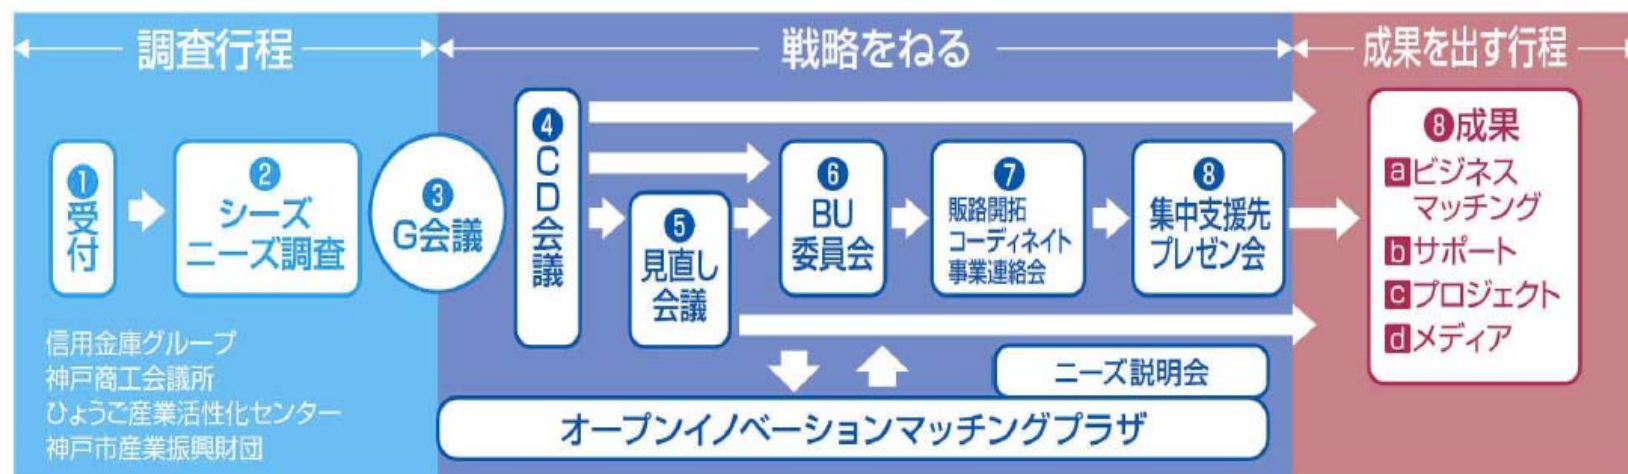 調査行程
戦略をねる
成果を出す行程
❶
受付
❷
シーズ
ニーズ調査
❸
G会議
❹
CD会議
❺
見直し
会議
❻
BU
委員会
❼
販路開拓
コーディネイト
事業連絡会
❽
集中支援先
プレゼン会
❽成果
aビジネス
マッチング
bサポート
cプロジェクト
dメディア
信用金庫グループ
神戸商工会議所
ひょうご産業活性化センター
神戸市産業振興財団
ニーズ説明会
オープンイノベーションマッチングプラザ